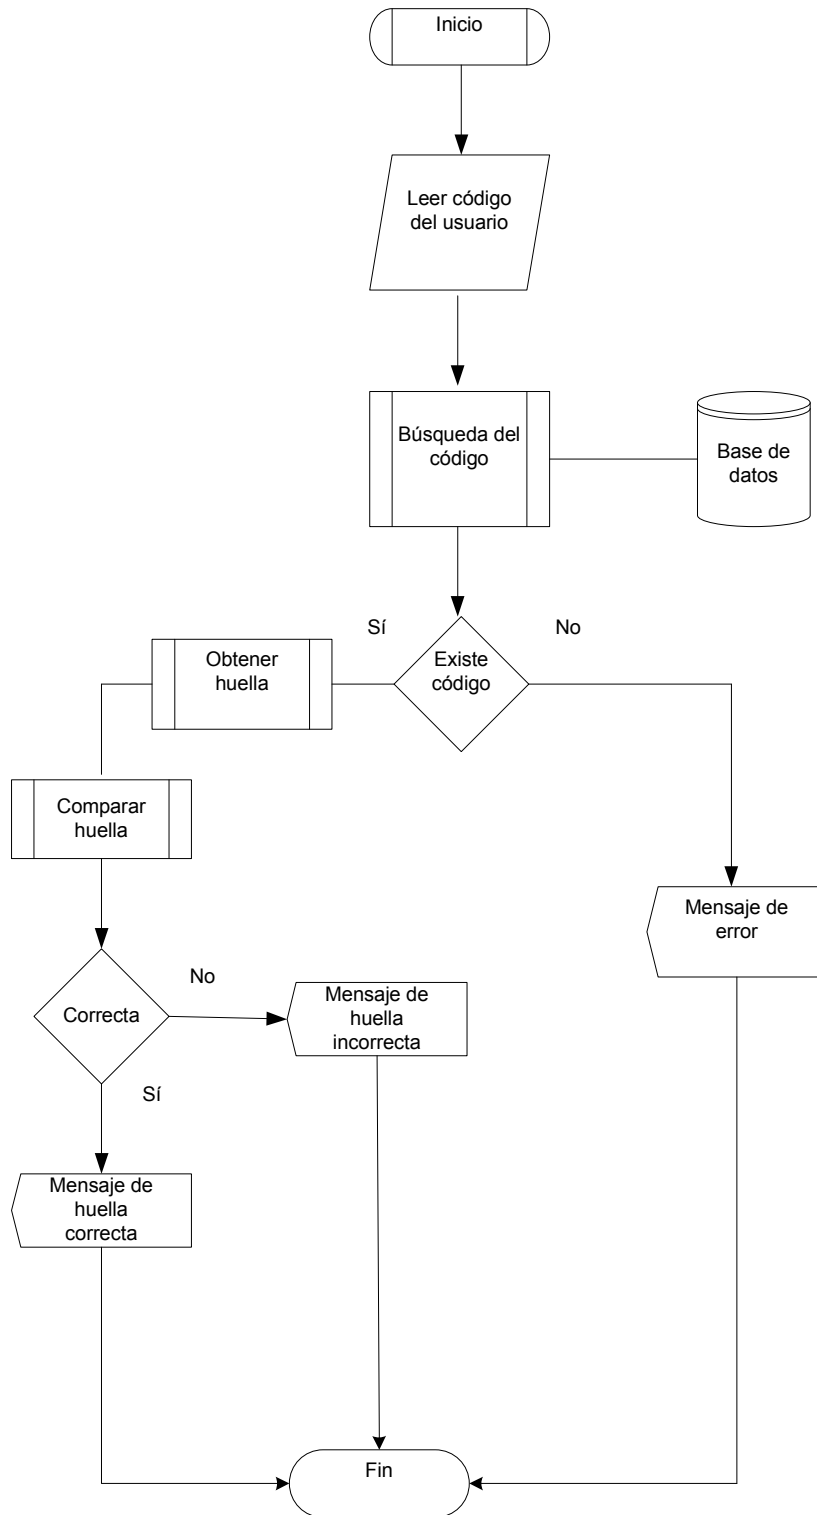 Inicio
Leer código
del usuario
Búsqueda del
código
Base de
datos
Sí
No
Obtener
huella
Existe
código
Comparar
huella
Mensaje de
error
No
Mensaje de
huella
incorrecta
Correcta
Sí
Mensaje de
huella
correcta
Fin